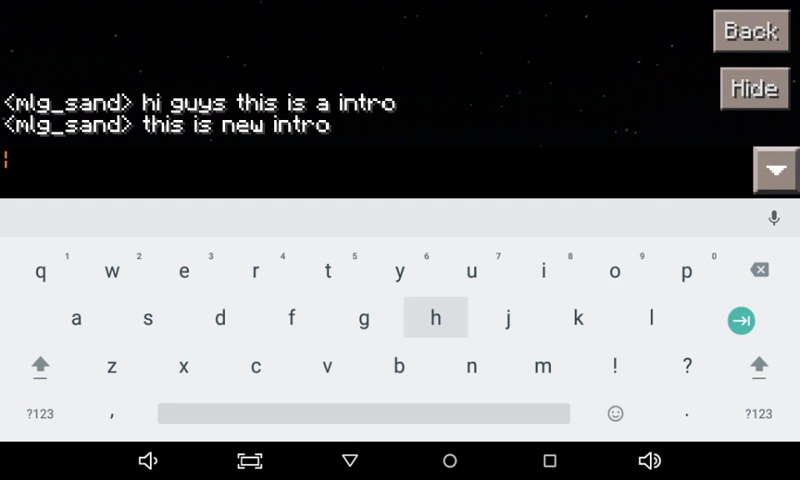 Back
Hide
<mlg_sand> hi guys this is a intro
<mlg_sand> this is new intro
q 1 w 2 e 3 r 4 t 5 y 6 u 7 i 8 o 9 p 0
a s d f g h j k l
z x c v b n m ! ?
?123 , . ?123